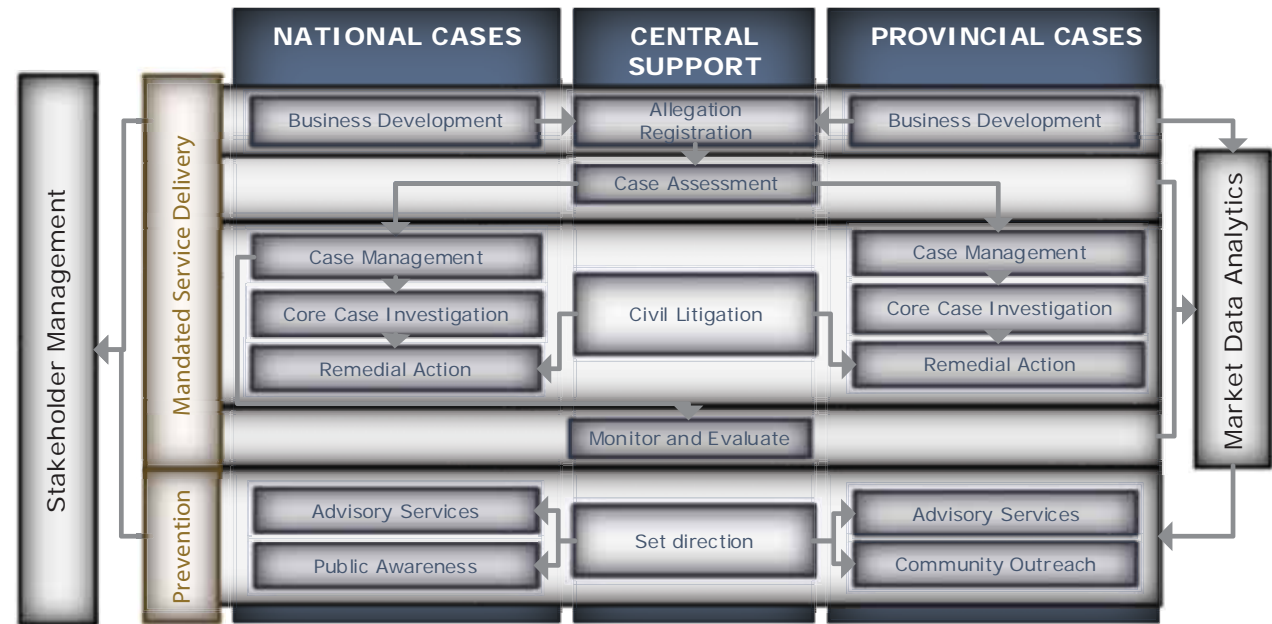 NATIONAL CASES
CENTRAL
SUPPORT
PROVINCIAL CASES
Stakeholder Management
Mandated Service Delivery
Prevention
Business Development
Allegation
Registration
Business Development
Case Assessment
Case Management
Core Case Investigation
Remedial Action
Civil Litigation
Case Management
Core Case Investigation
Remedial Action
Monitor and Evaluate
Advisory Services
Public Awareness
Set direction
Advisory Services
Community Outreach
Market Data Analytics